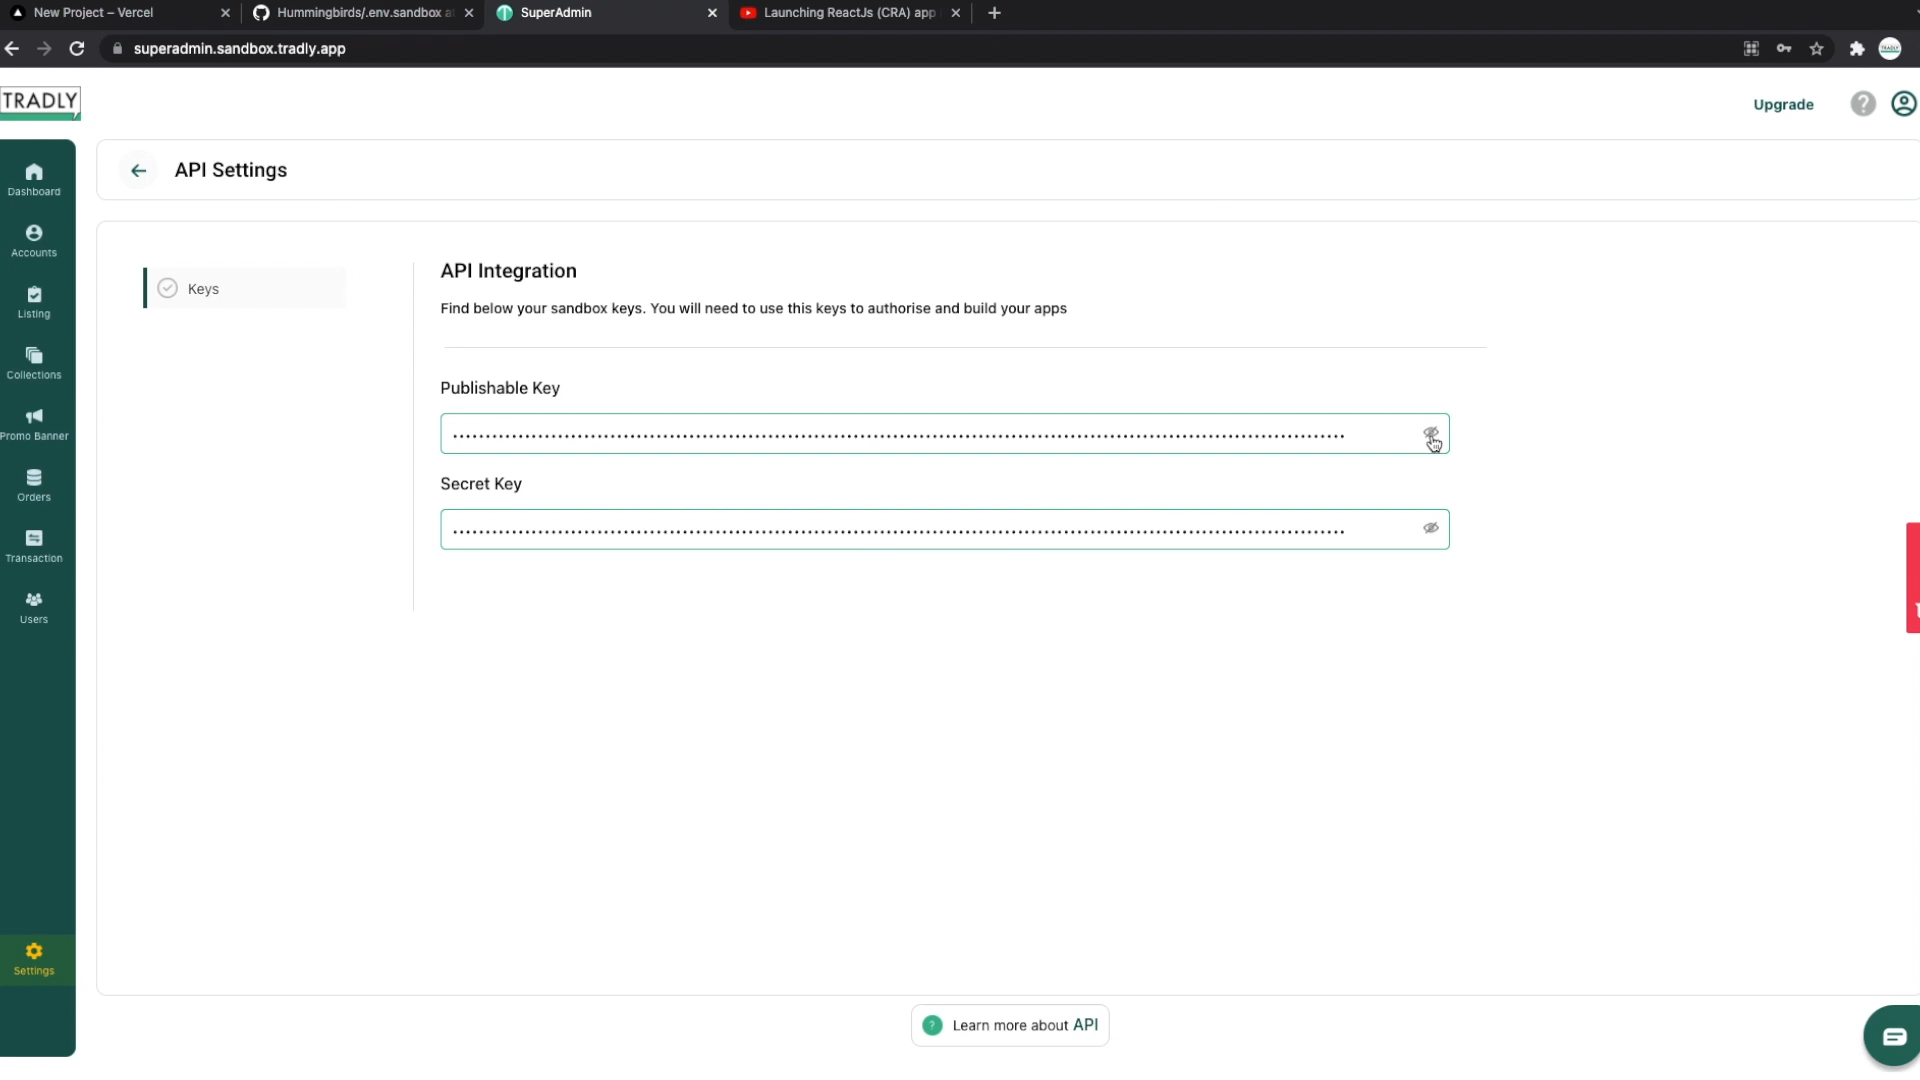 New Project – Vercel
Hummingbirds/.env.sandbox a
SuperAdmin
Launching ReactJs (CRA) app
superadmin.sandbox.tradly.app
TRADLY
Upgrade
?
API Settings
Dashboard
Accounts
Listing
Collections
Promo Banner
Orders
Transaction
Users
Settings
Keys
API Integration
Find below your sandbox keys. You will need to use this keys to authorise and build your apps
Publishable Key
Secret Key
? Learn more about API